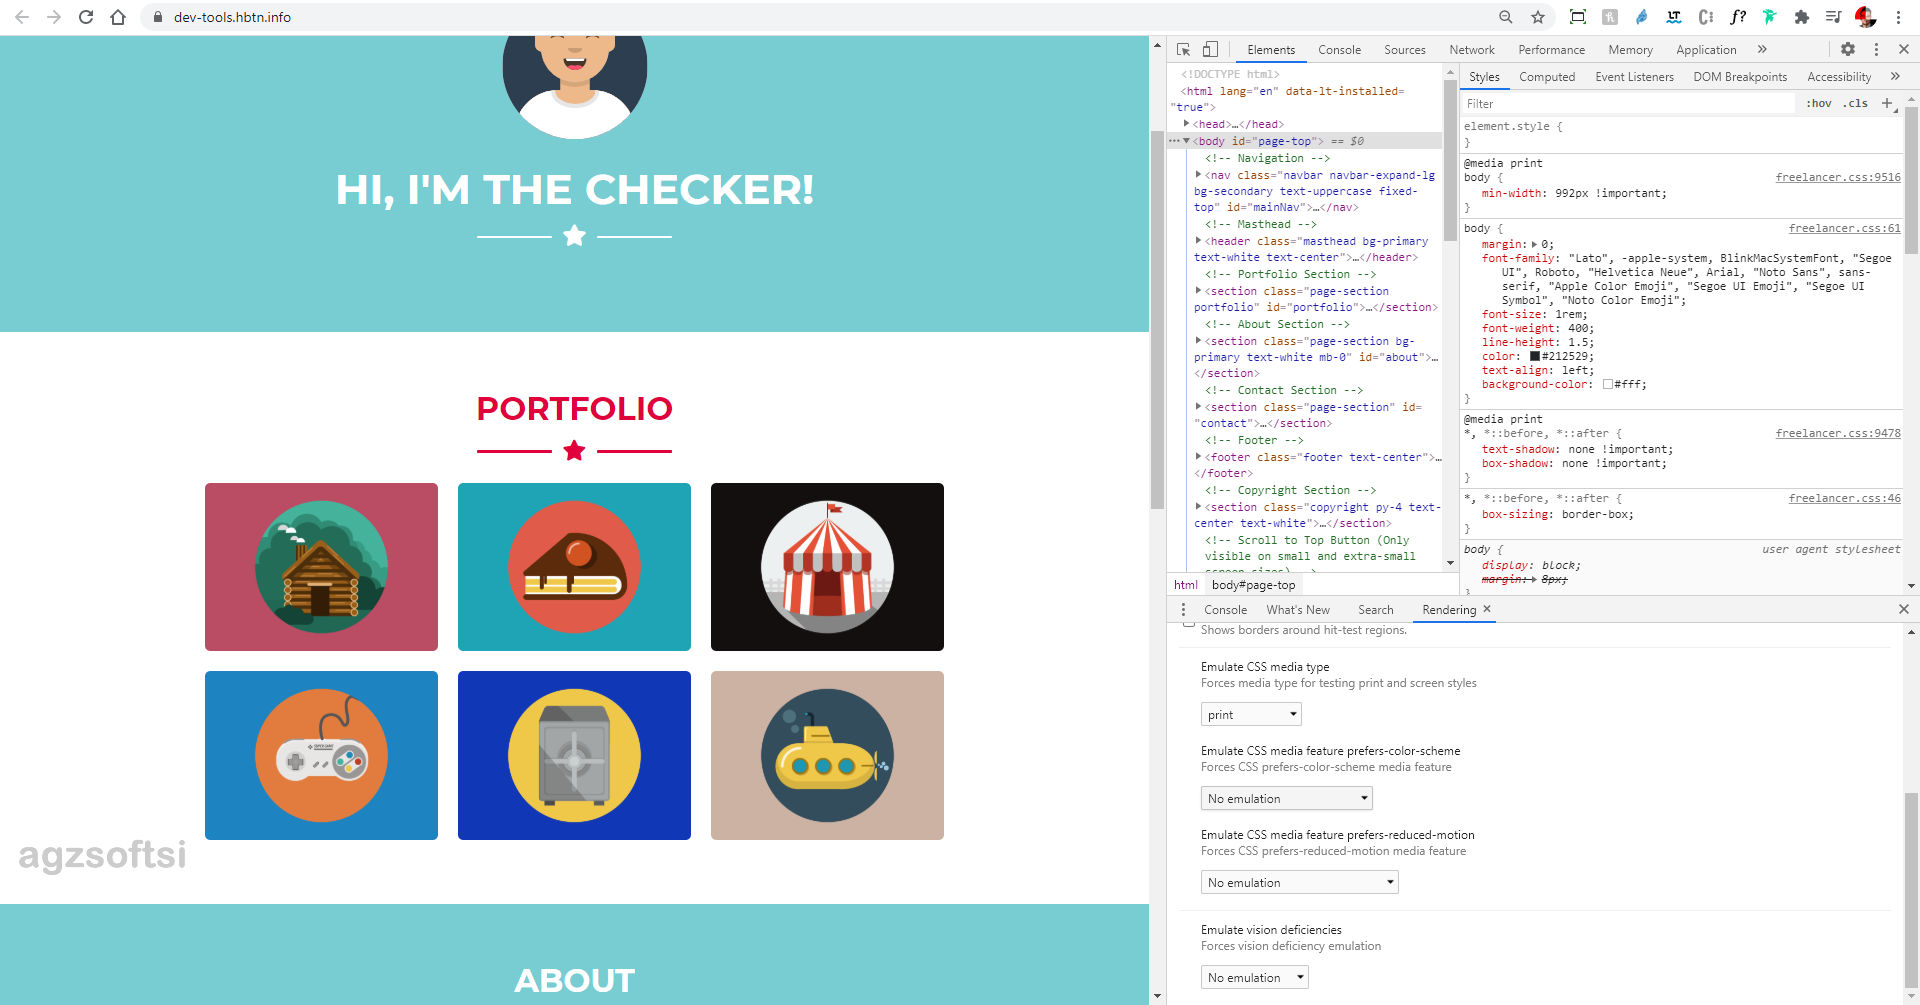 dev-tools.hbtn.info
HI, I'M THE CHECKER!
PORTFOLIO
agzsoftsi
ABOUT
Elements Console Sources Network Performance Memory Application »
<!DOCTYPE html>
<html lang="en" data-lt-installed=
"true">
<head>…</head>
<body id="page-top"> == $0
<!-- Navigation -->
<nav class="navbar navbar-expand-lg
bg-secondary text-uppercase fixed-
top" id="mainNav">…</nav>
<!-- Masthead -->
<header class="masthead bg-primary
text-white text-center">…</header>
<!-- Portfolio Section -->
<section class="page-section
portfolio" id="portfolio">…</section>
<!-- About Section -->
<section class="page-section bg-
primary text-white mb-0" id="about">…
</section>
<!-- Contact Section -->
<section class="page-section" id=
"contact">…</section>
<!-- Footer -->
<footer class="footer text-center">…
</footer>
<!-- Copyright Section -->
<section class="copyright py-4 text-
center text-white">…</section>
<!-- Scroll to Top Button (Only
visible on small and extra-small
screen sizes) -->
html body#page-top
Styles Computed Event Listeners DOM Breakpoints Accessibility »
Filter :hov .cls +
element.style {
}
@media print
body { freelancer.css:9516
min-width: 992px !important;
}
body { freelancer.css:61
margin: 0;
font-family: "Lato", -apple-system, BlinkMacSystemFont, "Segoe
UI", Roboto, "Helvetica Neue", Arial, "Noto Sans", sans-
serif, "Apple Color Emoji", "Segoe UI Emoji", "Segoe UI
Symbol", "Noto Color Emoji";
font-size: 1rem;
font-weight: 400;
line-height: 1.5;
color: #212529;
text-align: left;
background-color: #fff;
}
@media print
*, *::before, *::after { freelancer.css:9478
text-shadow: none !important;
box-shadow: none !important;
}
*, *::before, *::after { freelancer.css:46
box-sizing: border-box;
}
body { user agent stylesheet
display: block;
margin: 8px;
}
Console What's New Search Rendering ×
Shows borders around hit-test regions.
Emulate CSS media type
Forces media type for testing print and screen styles
print
Emulate CSS media feature prefers-color-scheme
Forces CSS prefers-color-scheme media feature
No emulation
Emulate CSS media feature prefers-reduced-motion
Forces CSS prefers-reduced-motion media feature
No emulation
Emulate vision deficiencies
Forces vision deficiency emulation
No emulation